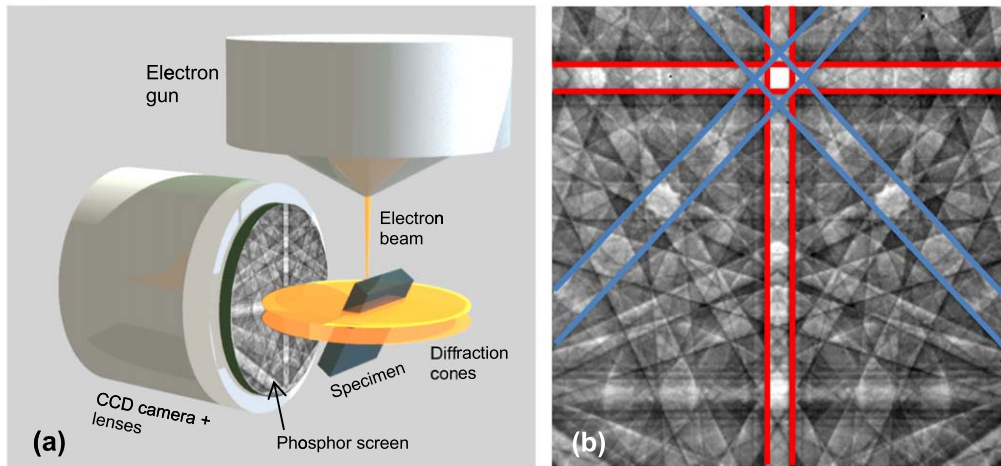 Electron
gun
Electron
beam
Diffraction
cones
Specimen
CCD camera +
lenses
Phosphor screen
(a)
(b)